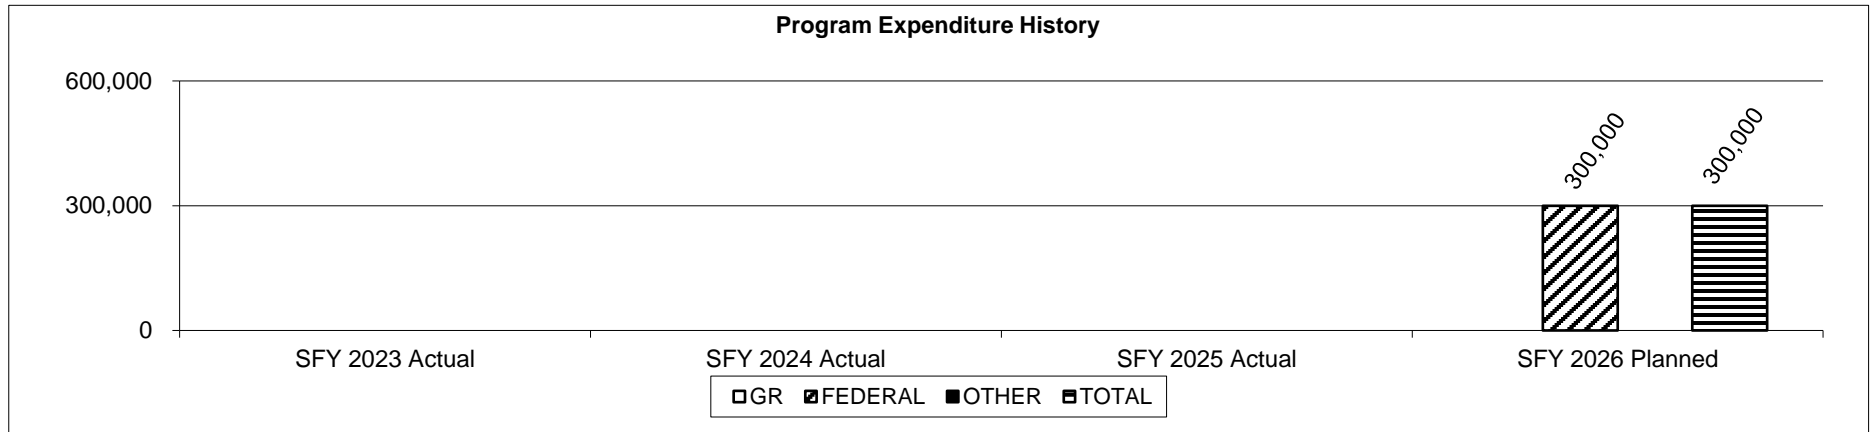 Program Expenditure History
600,000
300,000
0
300,000
300,000
SFY 2023 Actual
SFY 2024 Actual
SFY 2025 Actual
SFY 2026 Planned
GR FEDERAL OTHER TOTAL